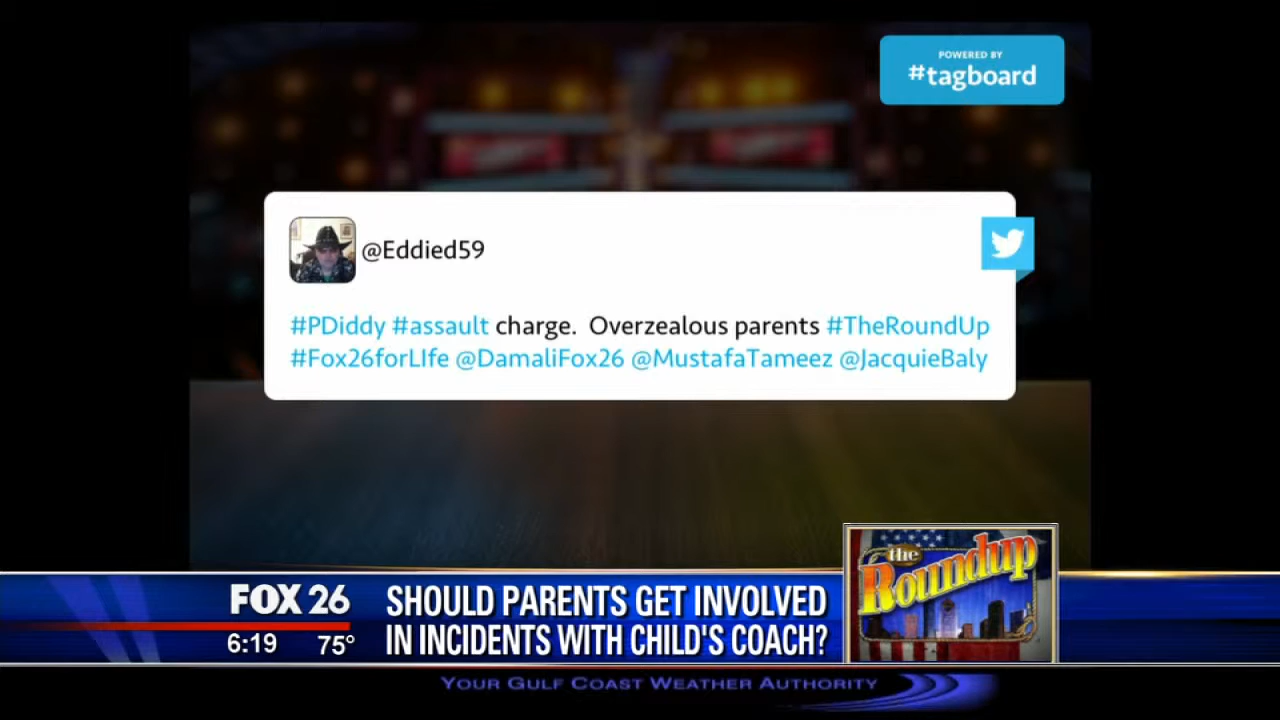 POWERED BY
#tagboard
@Eddied59
#PDiddy #assault charge. Overzealous parents #TheRoundUp
#Fox26forLIfe @DamaliFox26 @MustafaTameez @JacquieBaly
the
Roundup
FOX 26
SHOULD PARENTS GET INVOLVED
IN INCIDENTS WITH CHILD'S COACH?
6:19 75°
YOUR GULF COAST WEATHER AUTHORITY